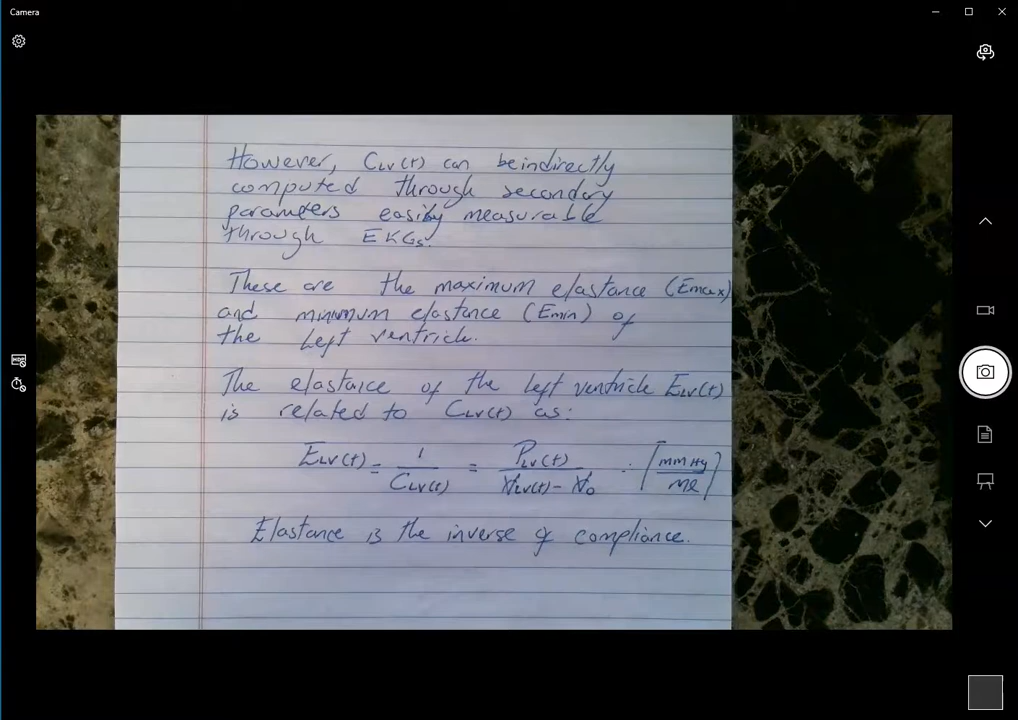 Camera
However, CLV(t) can be indirectly
computed through secondary
parameters easily measurable
through EKGs.
These are the maximum elastance (Emax)
and minimum elastance (Emin) of
the Left ventricle.
The elastance of the left ventricle ELV(t)
is related to CLV(t) as:
ELV(t) = 1/CLV(t) = PLV(t)/(VLV(t) - V0) ∴ [mmHg/ml]
Elastance is the inverse of compliance.